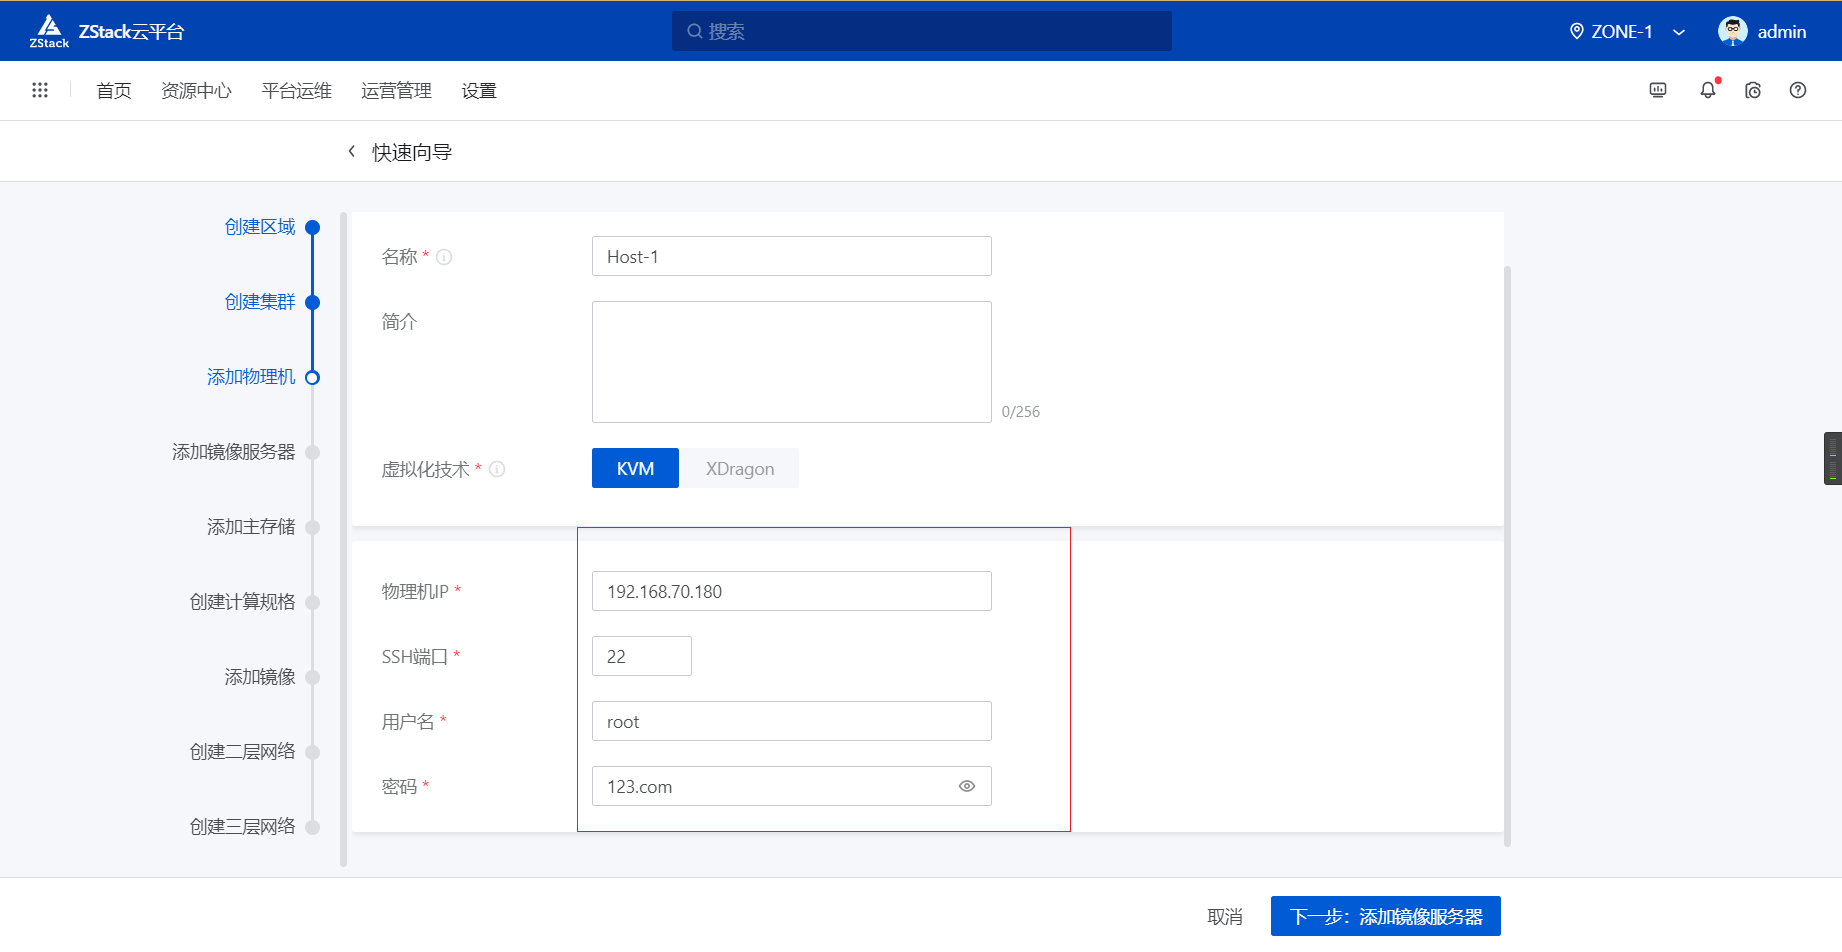 ZStack
ZStack云平台
搜索
ZONE-1
admin
首页
资源中心
平台运维
运营管理
设置
快速向导
创建区域
创建集群
添加物理机
添加镜像服务器
添加主存储
创建计算规格
添加镜像
创建二层网络
创建三层网络
名称 *
Host-1
简介
0/256
虚拟化技术 *
KVM
XDragon
物理机IP *
192.168.70.180
SSH端口 *
22
用户名 *
root
密码 *
123.com
取消
下一步：添加镜像服务器